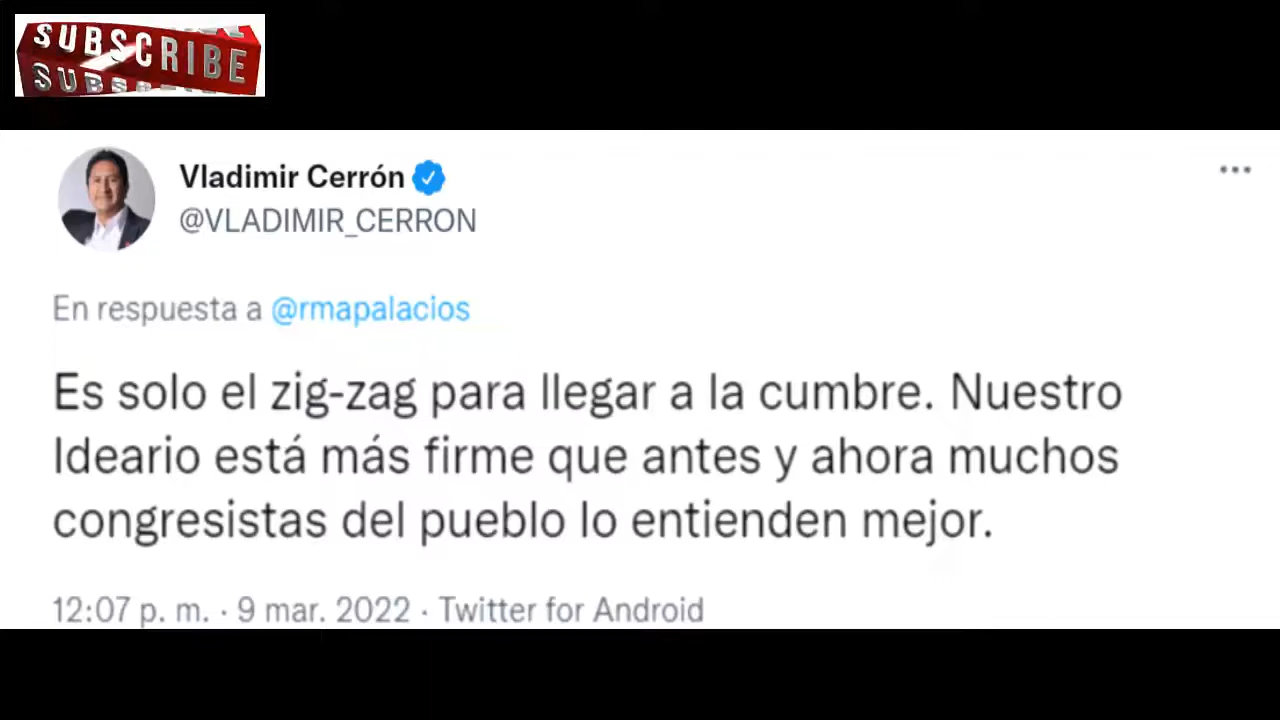 SUBSCRIBE
SUBSCRIBE
Vladimir Cerrón
@VLADIMIR_CERRON
En respuesta a @rmapalacios
Es solo el zig-zag para llegar a la cumbre. Nuestro
Ideario está más firme que antes y ahora muchos
congresistas del pueblo lo entienden mejor.
12:07 p. m. · 9 mar. 2022 · Twitter for Android